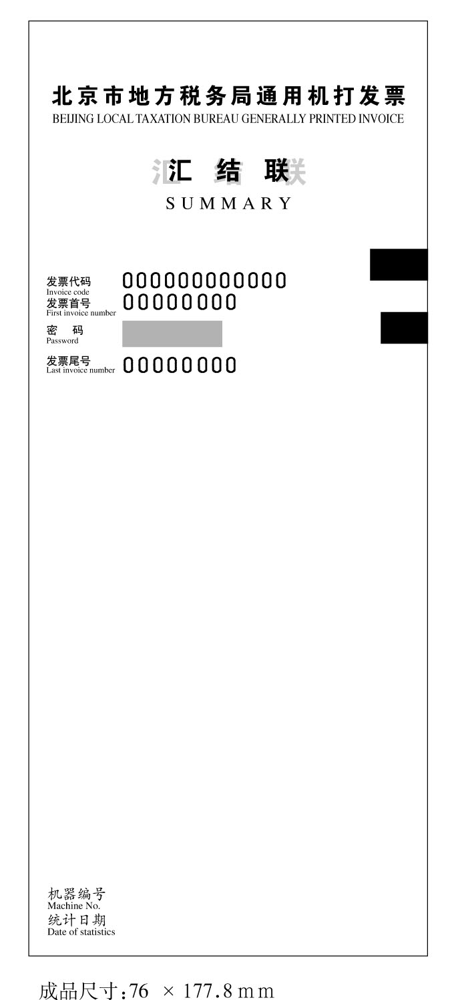 北京市地方税务局通用机打发票
BEIJING LOCAL TAXATION BUREAU GENERALLY PRINTED INVOICE
汇 结 联
SUMMARY
发票代码 000000000000
Invoice code
发票首号 00000000
First invoice number
密 码
Password
发票尾号 00000000
Last invoice number
机器编号
Machine No.
统计日期
Date of statistics
成品尺寸:76 × 177.8mm